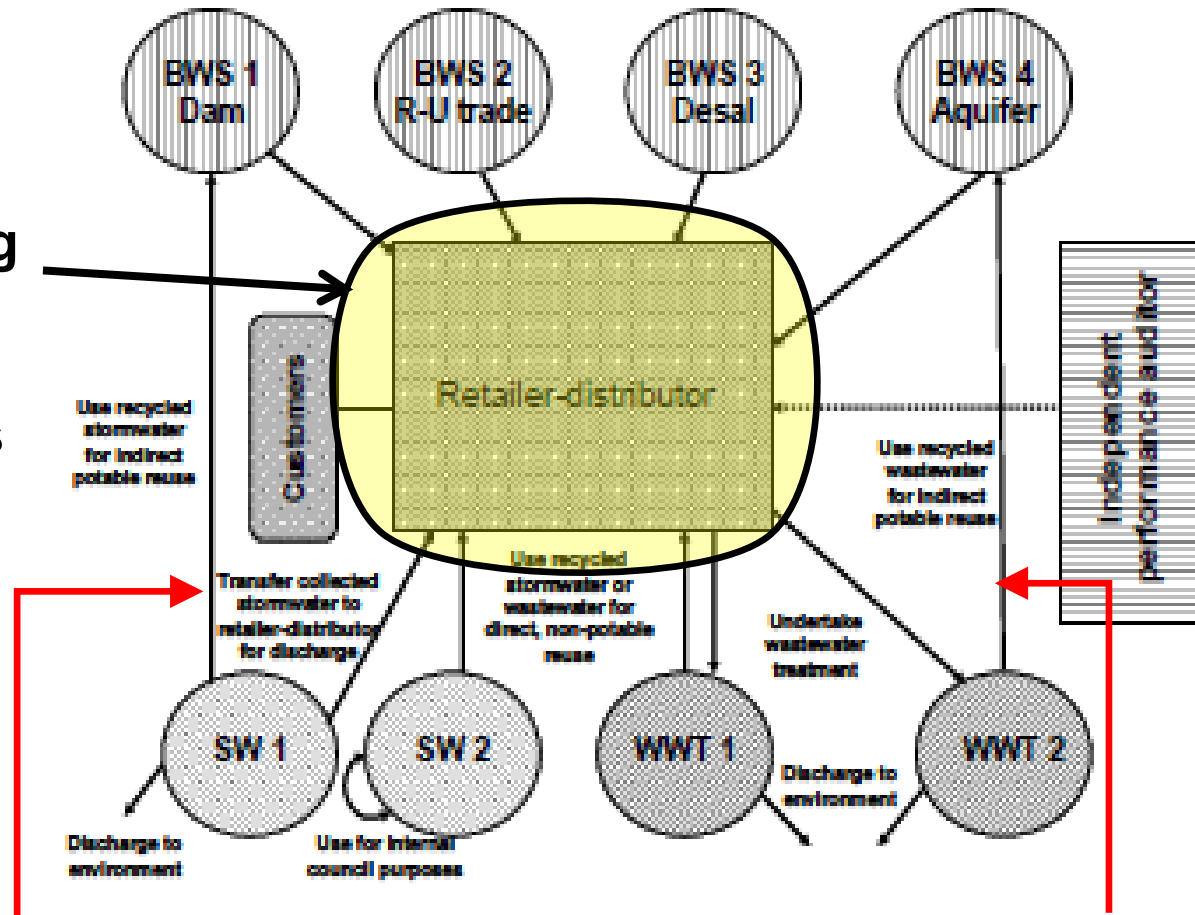 BWS 1
Dam
BWS 2
R-U trade
BWS 3
Desal
BWS 4
Aquifer
g
s
Retailer-distributor
Customers
Independent
performance auditor
Use recycled
stormwater
for indirect
potable reuse
Use recycled
wastewater
for indirect
potable reuse
Transfer collected
stormwater to
retailer-distributor
for discharge
Use recycled
stormwater or
wastewater for
direct, non-potable
reuse
Undertake
wastewater
treatment
SW 1
SW 2
WWT 1
WWT 2
Discharge to
environment
Discharge to
environment
Use for internal
council purposes